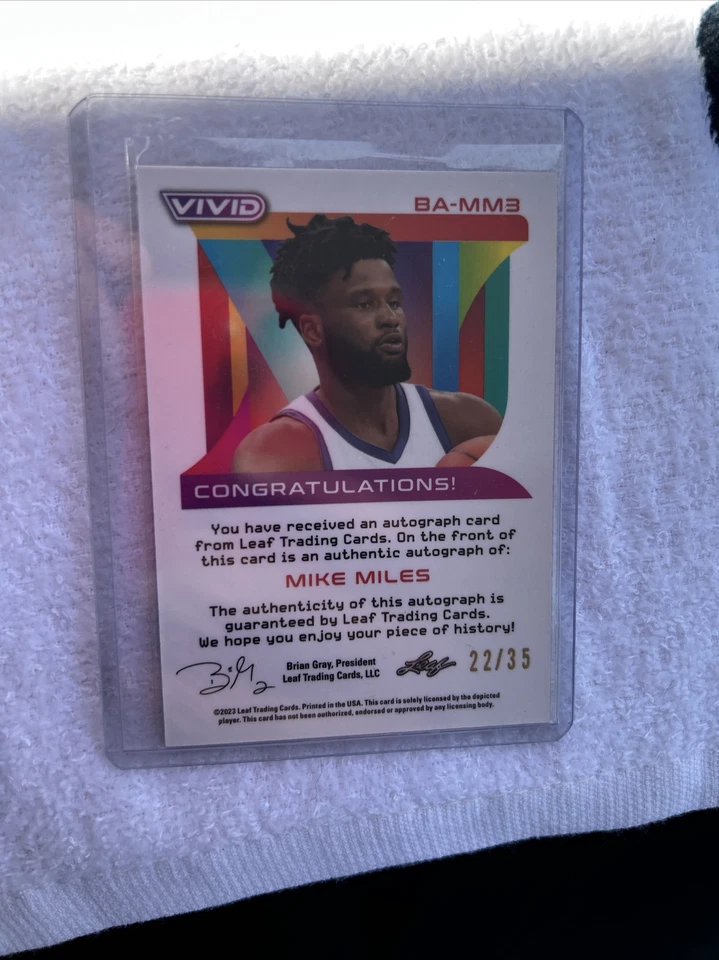 VIVID
BA-MM3
CONGRATULATIONS!
You have received an autograph card
from Leaf Trading Cards. On the front of
this card is an authentic autograph of:
MIKE MILES
The authenticity of this autograph is
guaranteed by Leaf Trading Cards.
We hope you enjoy your piece of history!
Brian Gray, President
Leaf Trading Cards, LLC
Leaf
22/35
©2023 Leaf Trading Cards. Printed in the USA. This card is solely licensed by the depicted
player. This card has not been authorized, endorsed or approved by any licensing body.